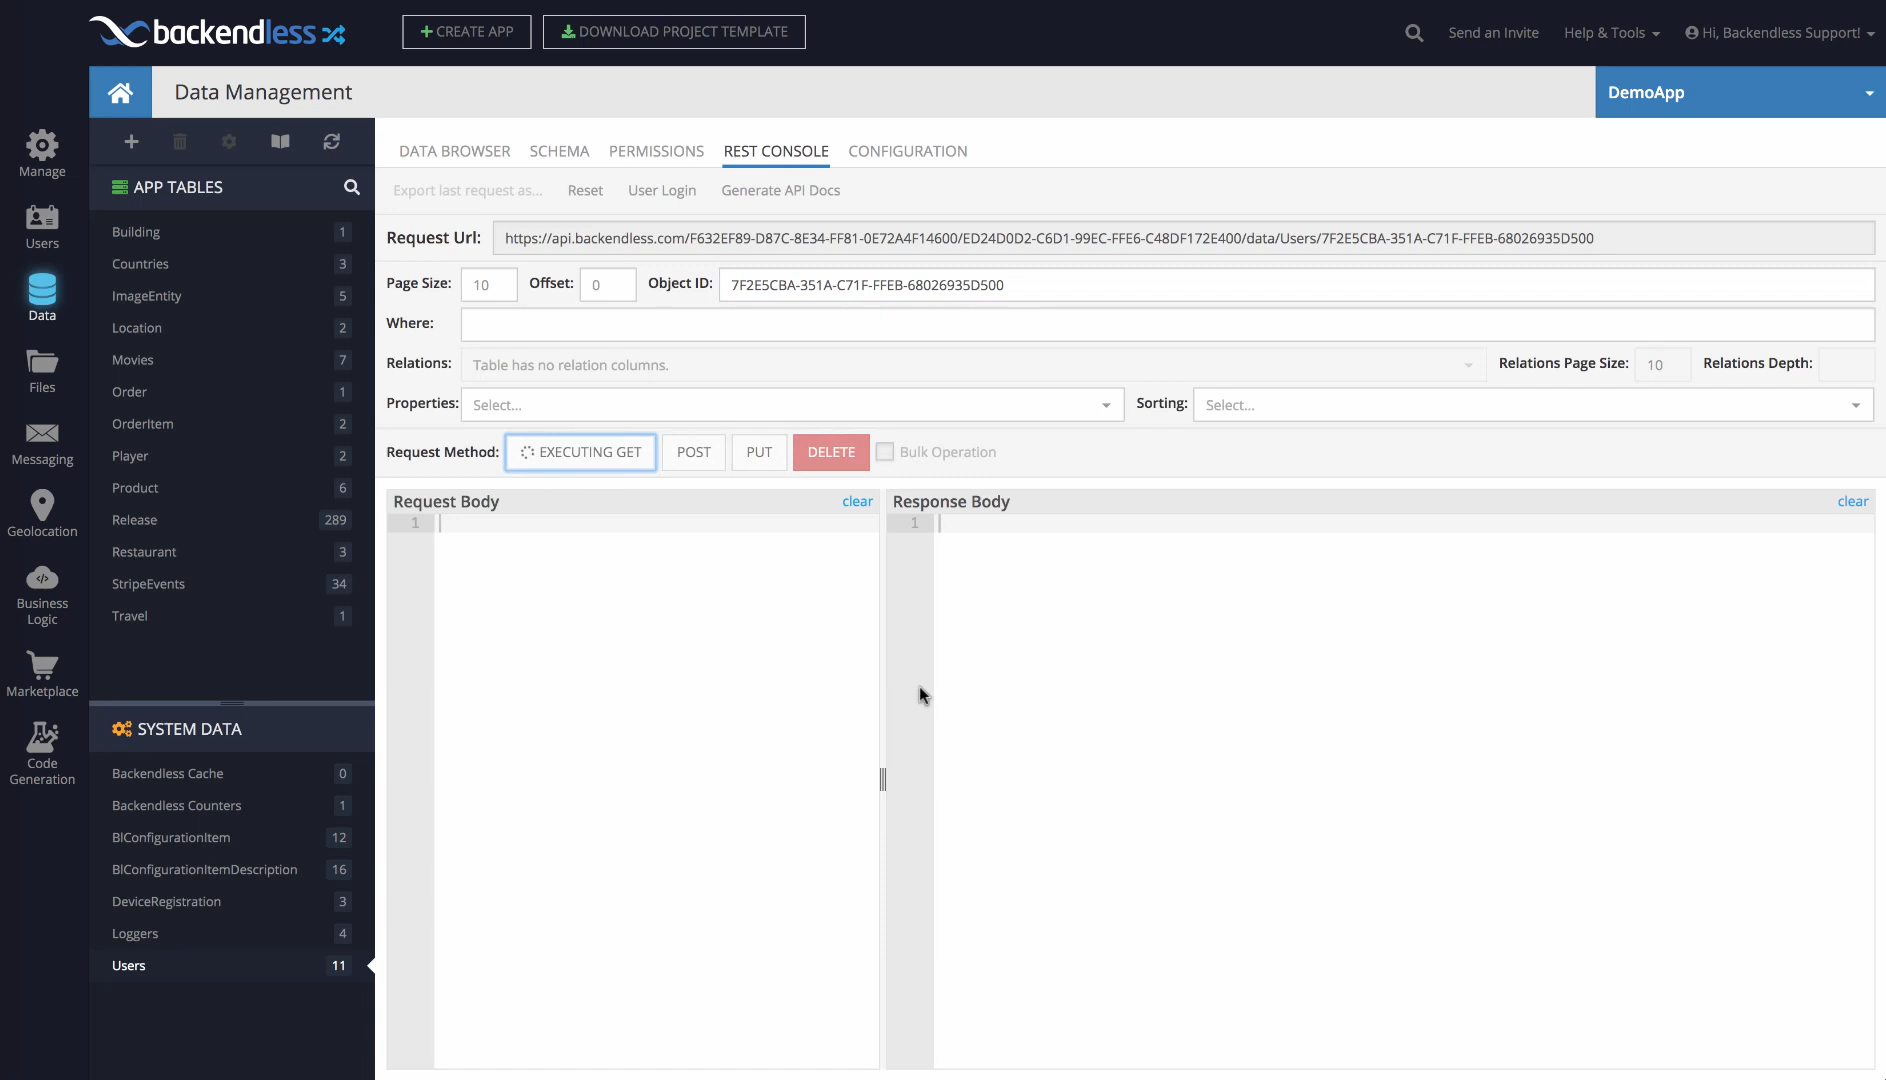 backendless
CREATE APP
DOWNLOAD PROJECT TEMPLATE
Send an Invite
Help & Tools
Hi, Backendless Support!
Data Management
DemoApp
Manage
Users
Data
Files
Messaging
Geolocation
Business
Logic
Marketplace
Code
Generation
APP TABLES
Building 1
Countries 3
ImageEntity 5
Location 2
Movies 7
Order 1
OrderItem 2
Player 2
Product 6
Release 289
Restaurant 3
StripeEvents 34
Travel 1
SYSTEM DATA
Backendless Cache 0
Backendless Counters 1
BlConfigurationItem 12
BlConfigurationItemDescription 16
DeviceRegistration 3
Loggers 4
Users 11
DATA BROWSER
SCHEMA
PERMISSIONS
REST CONSOLE
CONFIGURATION
Export last request as...
Reset
User Login
Generate API Docs
Request Url: https://api.backendless.com/F632EF89-D87C-8E34-FF81-0E72A4F14600/ED24D0D2-C6D1-99EC-FFE6-C48DF172E400/data/Users/7F2E5CBA-351A-C71F-FFEB-68026935D500
Page Size: 10 Offset: 0 Object ID: 7F2E5CBA-351A-C71F-FFEB-68026935D500
Where:
Relations: Table has no relation columns. Relations Page Size: 10 Relations Depth:
Properties: Select... Sorting: Select...
Request Method: EXECUTING GET POST PUT DELETE Bulk Operation
Request Body clear
1
Response Body clear
1